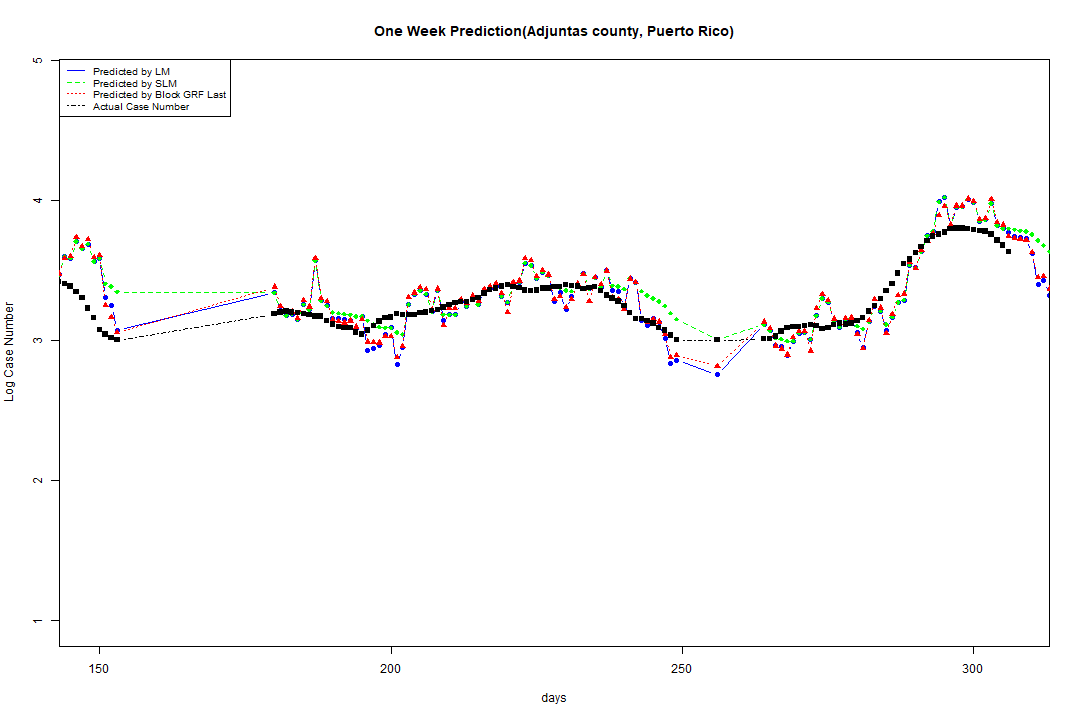 One Week Prediction(Adjuntas county, Puerto Rico)
Predicted by LM
Predicted by SLM
Predicted by Block GRF Last
Actual Case Number
5
4
3
2
1
Log Case Number
150 200 250 300
days